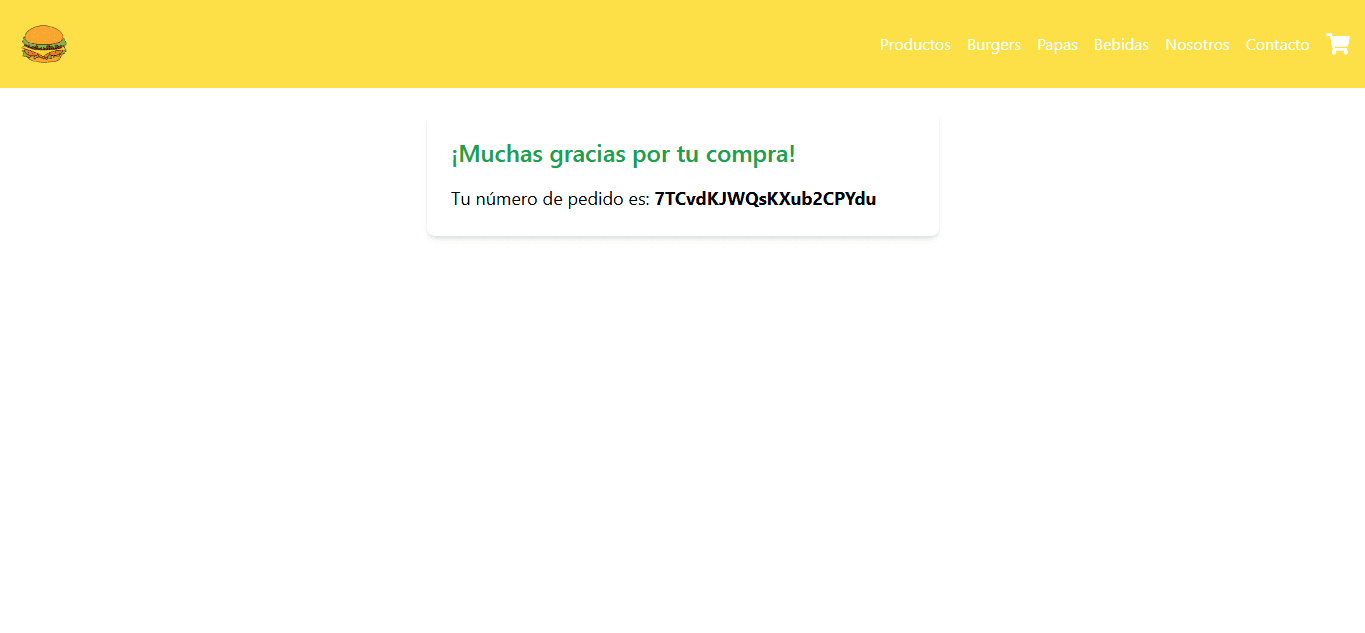 Productos Burgers Papas Bebidas Nosotros Contacto
¡Muchas gracias por tu compra!
Tu número de pedido es: 7TCvdKJWQsKXub2CPYdu